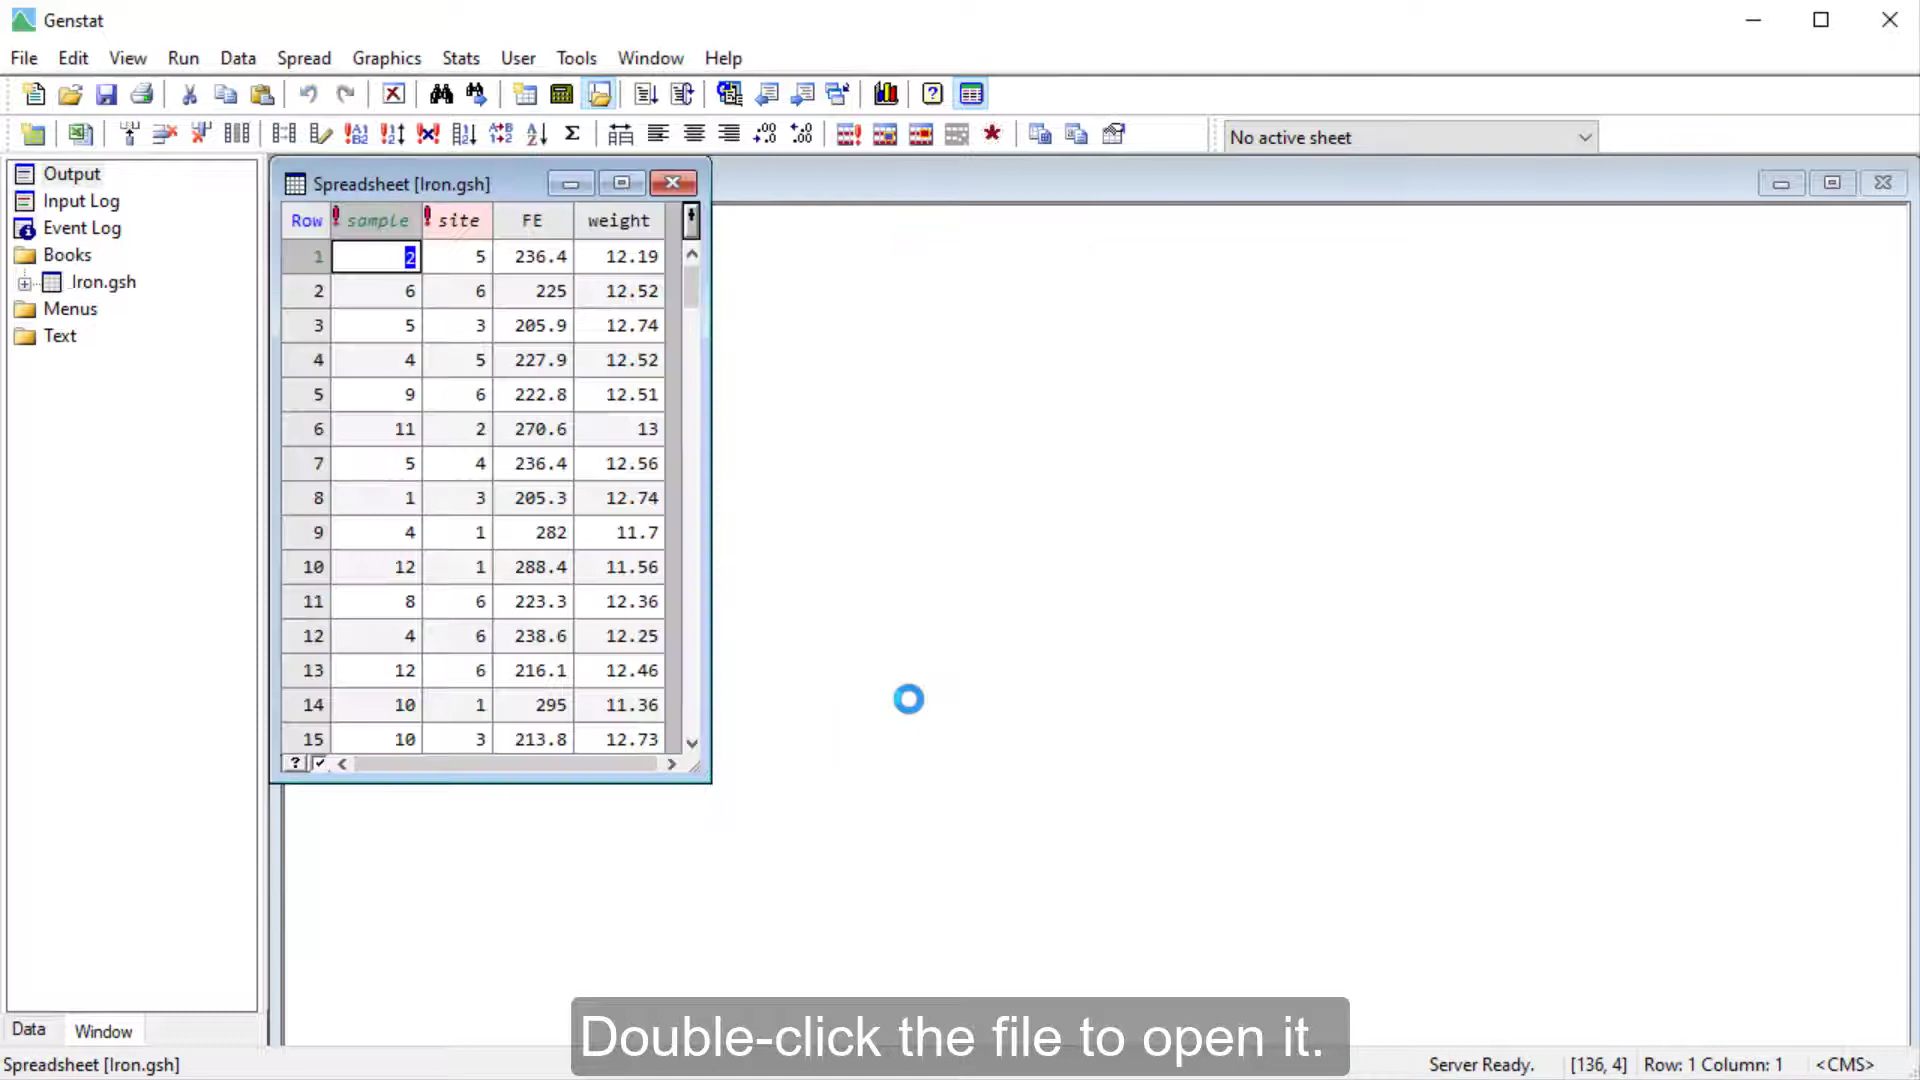 Genstat
File Edit View Run Data Spread Graphics Stats User Tools Window Help
No active sheet
Output
Input Log
Event Log
Books
Iron.gsh
Menus
Text
Data Window
Spreadsheet [Iron.gsh]
Row ! sample ! site FE weight
1 2 5 236.4 12.19
2 6 6 225 12.52
3 5 3 205.9 12.74
4 4 5 227.9 12.52
5 9 6 222.8 12.51
6 11 2 270.6 13
7 5 4 236.4 12.56
8 1 3 205.3 12.74
9 4 1 282 11.7
10 12 1 288.4 11.56
11 8 6 223.3 12.36
12 4 6 238.6 12.25
13 12 6 216.1 12.46
14 10 1 295 11.36
15 10 3 213.8 12.73
Double-click the file to open it.
Spreadsheet [Iron.gsh] Server Ready. [136, 4] Row: 1 Column: 1 <CMS>